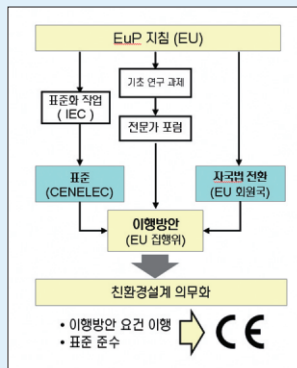 EuP 지침 (EU)
기초 연구 과제
표준화 작업
( IEC )
전문가 포럼
표준
(CENELEC)
자국법 전환
(EU 회원국)
이행방안
(EU 집행위)
친환경설계 의무화
• 이행방안 요건 이행
• 표준 준수
CE